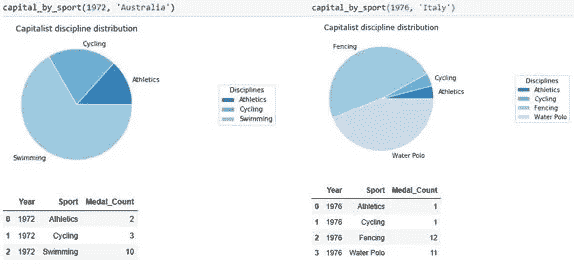 capital_by_sport(1972, 'Australia')
Capitalist discipline distribution
Cycling
Athletics
Swimming
Disciplines
Athletics
Cycling
Swimming
Year Sport Medal_Count
0 1972 Athletics 2
1 1972 Cycling 3
2 1972 Swimming 10
capital_by_sport(1976, 'Italy')
Capitalist discipline distribution
Fencing
Cycling
Athletics
Water Polo
Disciplines
Athletics
Cycling
Fencing
Water Polo
Year Sport Medal_Count
0 1976 Athletics 1
1 1976 Cycling 1
2 1976 Fencing 12
3 1976 Water Polo 11